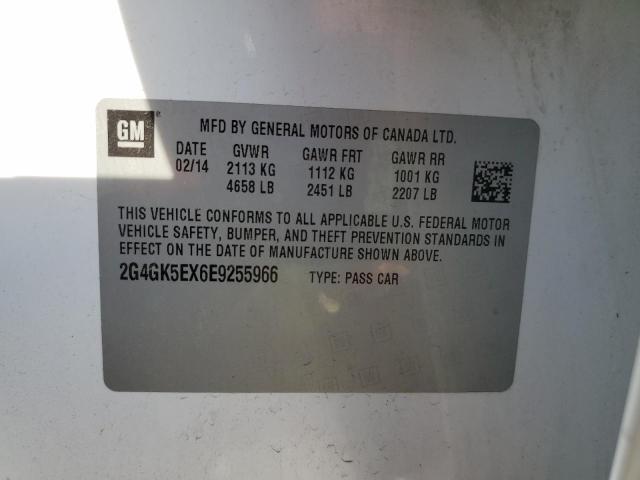 GM
MFD BY GENERAL MOTORS OF CANADA LTD.
DATE GVWR GAWR FRT GAWR RR
02/14 2113 KG 1112 KG 1001 KG
4658 LB 2451 LB 2207 LB
THIS VEHICLE CONFORMS TO ALL APPLICABLE U.S. FEDERAL MOTOR
VEHICLE SAFETY, BUMPER, AND THEFT PREVENTION STANDARDS IN
EFFECT ON THE DATE OF MANUFACTURE SHOWN ABOVE.
2G4GK5EX6E9255966 TYPE: PASS CAR